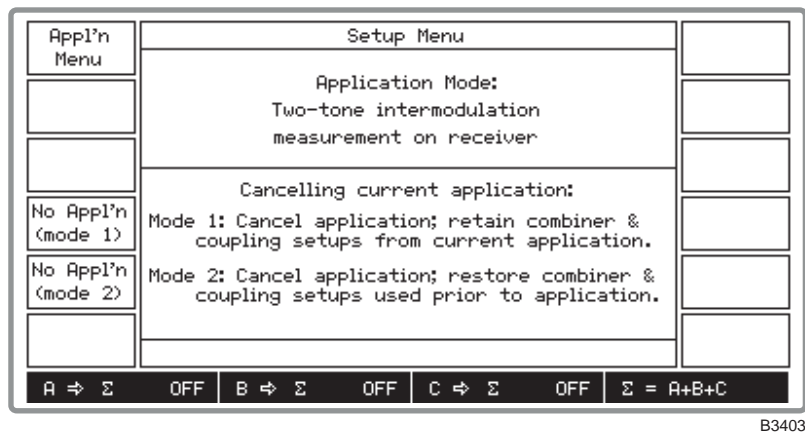 Appl'n
Menu
Setup Menu
Application Mode:
Two-tone intermodulation
measurement on receiver
Cancelling current application:
No Appl'n
(mode 1)
Mode 1: Cancel application; retain combiner &
coupling setups from current application.
No Appl'n
(mode 2)
Mode 2: Cancel application; restore combiner &
coupling setups used prior to application.
A ⇨ Σ OFF B ⇨ Σ OFF C ⇨ Σ OFF Σ = A+B+C
B3403